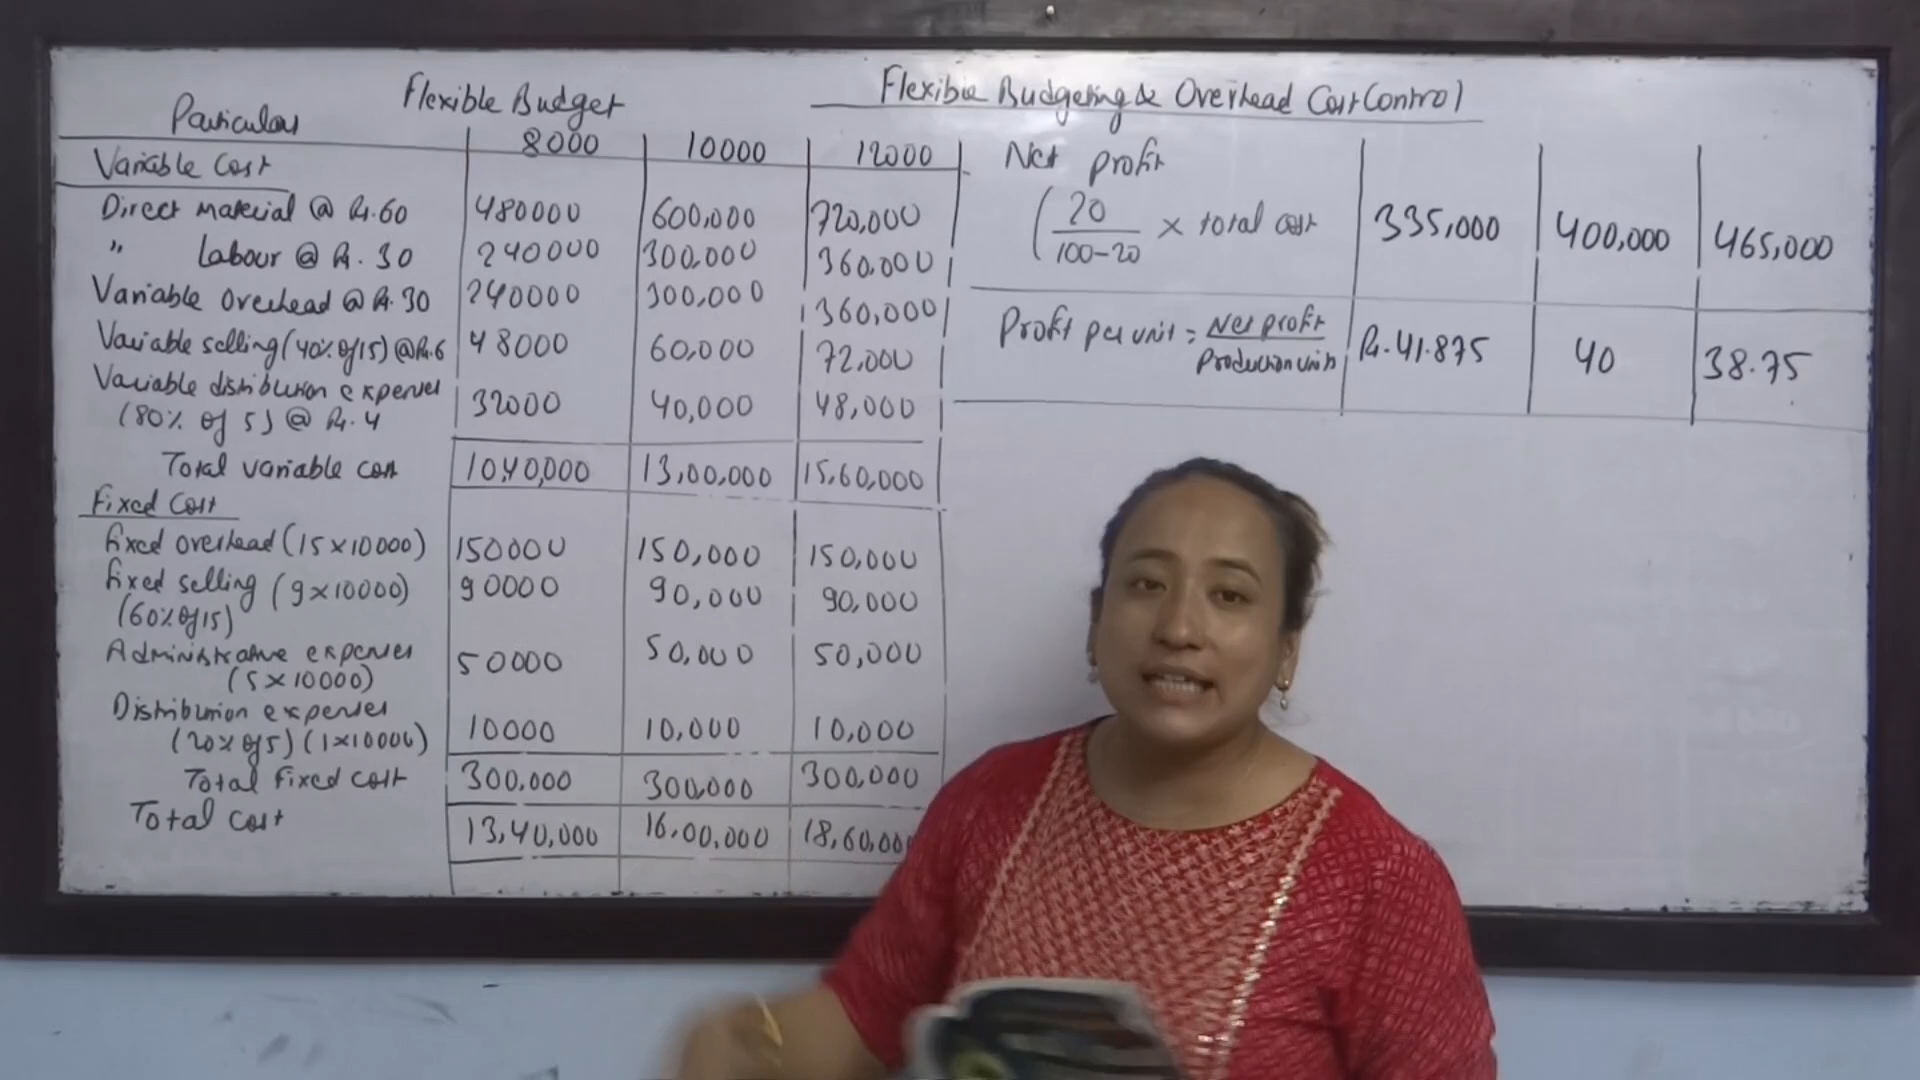 Flexible Budgeting & Overhead Cost Control
Flexible Budget
Particulars 8000 10000 12000
Variable Cost
Direct material @ Rs.60 480000 600,000 720,000
" Labour @ Rs. 30 240000 300,000 360,000
Variable Overhead @ Rs.30 240000 300,000 360,000
Variable selling (40% of 15) @ Rs.6 48000 60,000 72,000
Variable distribution expenses
(80% of 5) @ Rs.4 32000 40,000 48,000
Total variable cost 1040,000 13,00,000 15,60,000
Fixed Cost
fixed overhead (15×10000) 150000 150,000 150,000
fixed selling (9×10000) 90000 90,000 90,000
(60% of 15)
Administrative expenses 50000 50,000 50,000
(5×10000)
Distribution expenses
(20% of 5) (1×10000) 10000 10,000 10,000
Total fixed cost 300,000 300,000 300,000
Total cost 13,40,000 16,00,000 18,60,000
Net profit
(20/100-20 × total cost 335,000 400,000 465,000
Profit per unit = Net profit/Production units Rs.41.875 40 38.75